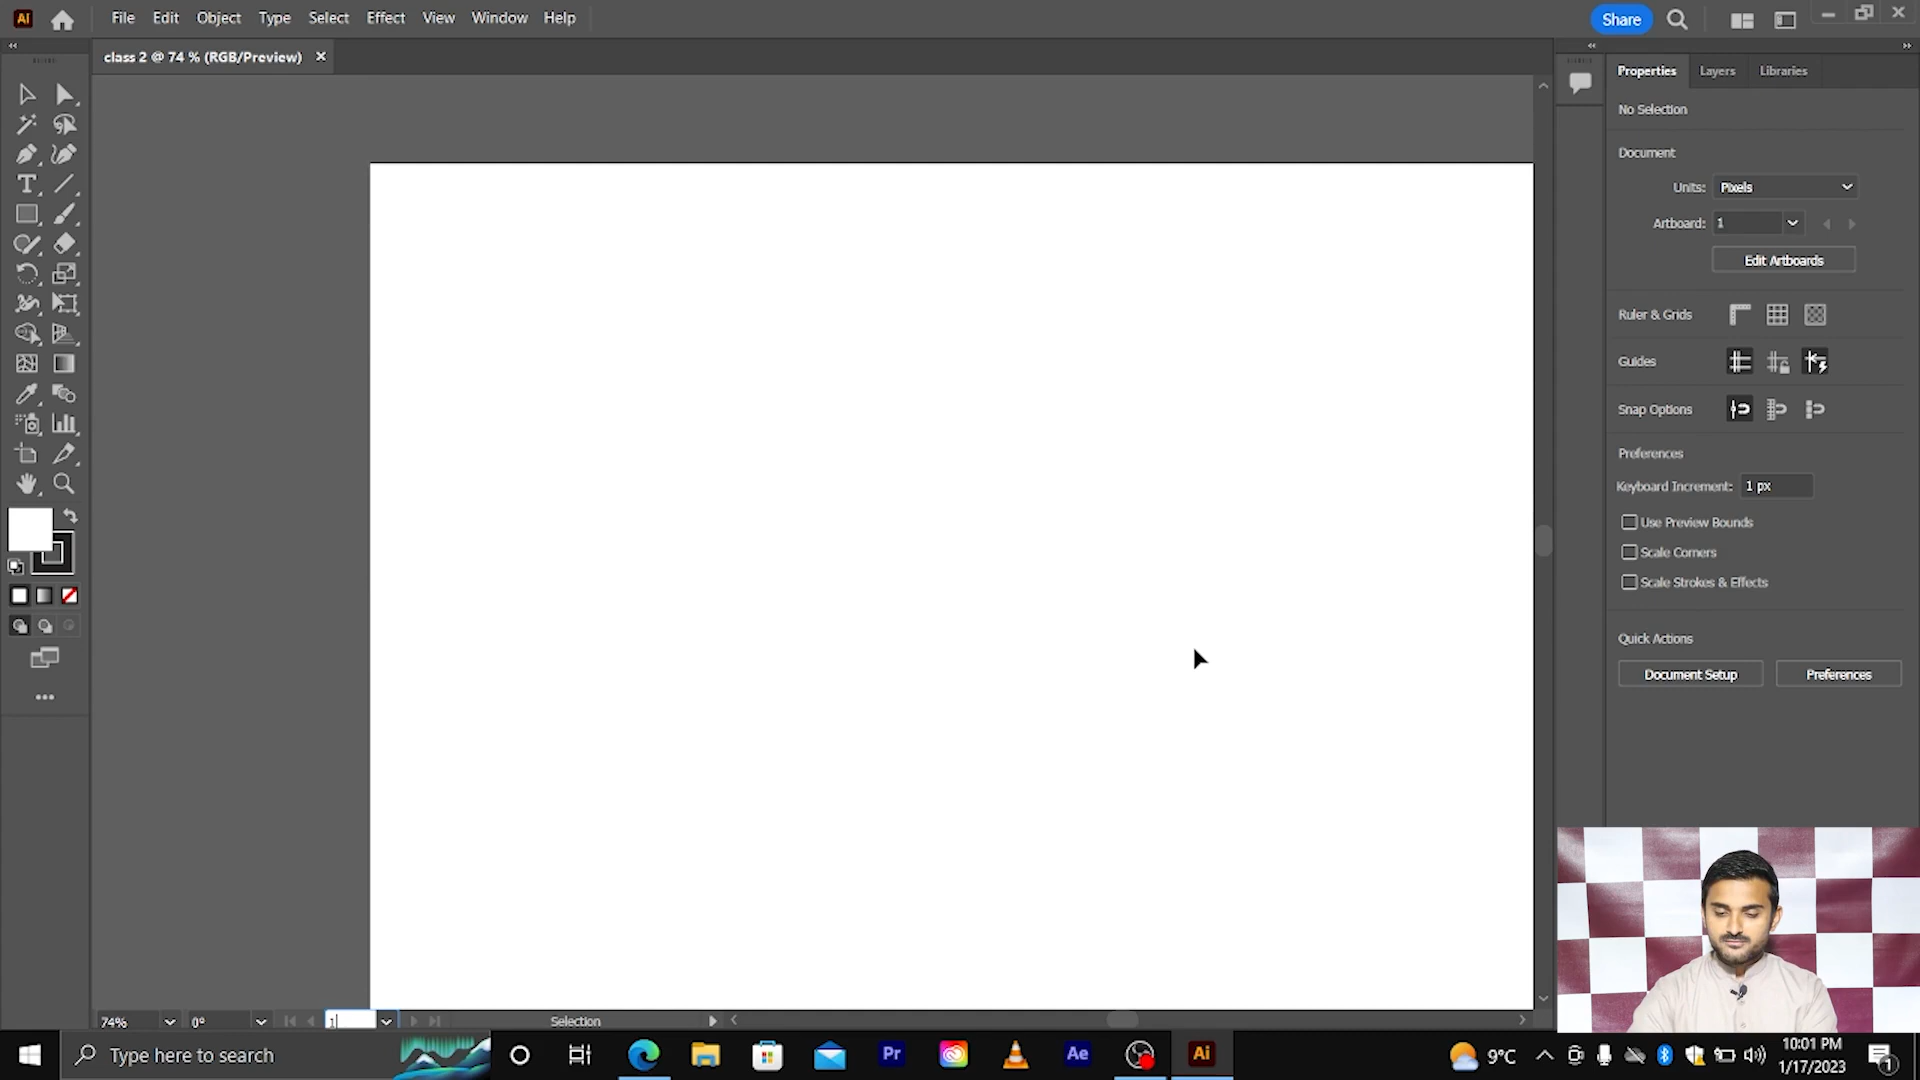 Ai File Edit Object Type Select Effect View Window Help Share
class 2 @ 74 % (RGB/Preview)
Properties Layers Libraries
No Selection
Document
Units: Pixels
Artboard: 1
Edit Artboards
Ruler & Grids
Guides
Snap Options
Preferences
Keyboard Increment: 1 px
Use Preview Bounds
Scale Corners
Scale Strokes & Effects
Quick Actions
Document Setup Preferences
74% 0° 1 Selection
Type here to search Pr Ae Ai 9°C
10:01 PM
1/17/2023
1